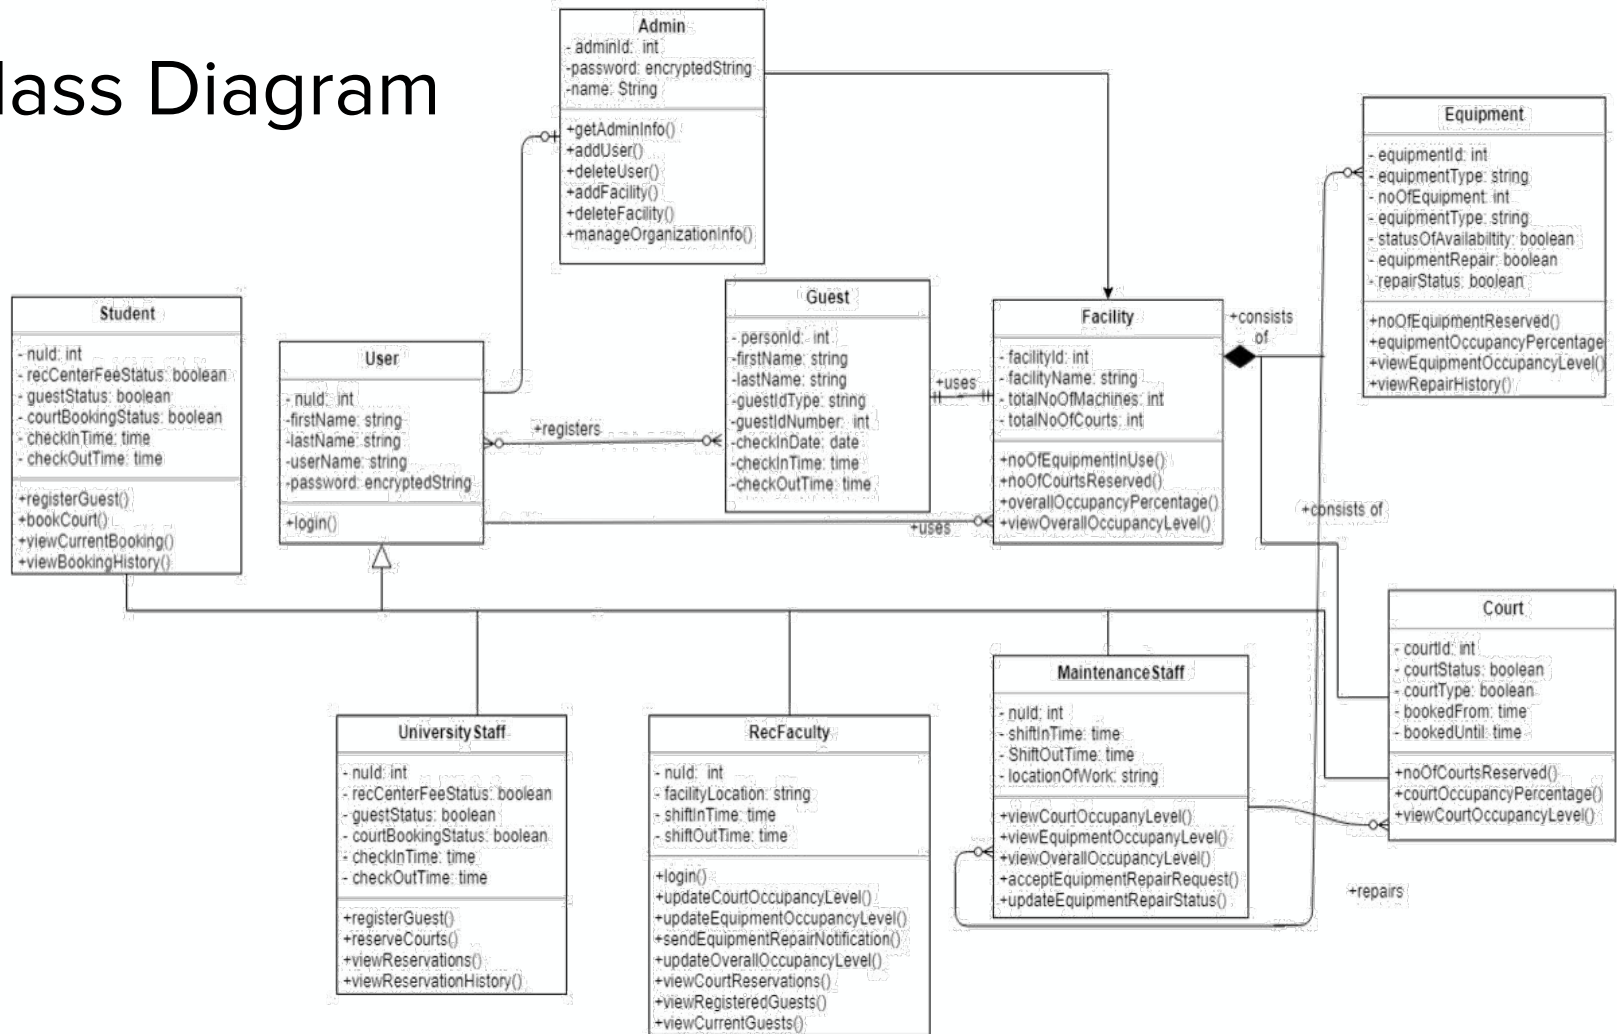 lass Diagram
Admin
- adminId: int
-password: encryptedString
-name: String
+getAdminInfo()
+addUser()
+deleteUser()
+addFacility()
+deleteFacility()
+manageOrganizationInfo()
Equipment
- equipmentId: int
- equipmentType: string
- noOfEquipment: int
- equipmentType: string
- statusOfAvailabiltity: boolean
- equipmentRepair: boolean
- repairStatus: boolean
+noOfEquipmentReserved()
+equipmentOccupancyPercentage
+viewEquipmentOccupancyLevel()
+viewRepairHistory()
Student
- nuId: int
- recCenterFeeStatus: boolean
- guestStatus: boolean
- courtBookingStatus: boolean
- checkInTime: time
- checkOutTime: time
+registerGuest()
+bookCourt()
+viewCurrentBooking()
+viewBookingHistory()
User
- nuId: int
-firstName: string
-lastName: string
-userName: string
-password: encryptedString
+login()
+registers
Guest
- personId: int
-firstName: string
-lastName: string
-guestIdType: string
-guestIdNumber: int
-checkInDate: date
-checkInTime: time
-checkOutTime: time
+uses
+uses
Facility
- facilityId: int
- facilityName: string
- totalNoOfMachines: int
- totalNoOfCourts: int
+noOfEquipmentInUse()
+noOfCourtsReserved()
+overallOccupancyPercentage()
+viewOverallOccupancyLevel()
+consists
of
+consists of
Court
- courtId: int
- courtStatus: boolean
- courtType: boolean
- bookedFrom: time
- bookedUntil: time
+noOfCourtsReserved()
+courtOccupancyPercentage()
+viewCourtOccupancyLevel()
UniversityStaff
- nuId: int
- recCenterFeeStatus: boolean
- guestStatus: boolean
- courtBookingStatus: boolean
- checkInTime: time
- checkOutTime: time
+registerGuest()
+reserveCourts()
+viewReservations()
+viewReservationHistory()
RecFaculty
- nuId: int
- facilityLocation: string
- shiftInTime: time
- shiftOutTime: time
+login()
+updateCourtOccupancyLevel()
+updateEquipmentOccupancyLevel()
+sendEquipmentRepairNotification()
+updateOverallOccupancyLevel()
+viewCourtReservations()
+viewRegisteredGuests()
+viewCurrentGuests()
MaintenanceStaff
- nuId: int
- shiftInTime: time
- ShiftOutTime: time
- locationOfWork: string
+viewCourtOccupanyLevel()
+viewEquipmentOccupanyLevel()
+viewOverallOccupancyLevel()
+acceptEquipmentRepairRequest()
+updateEquipmentRepairStatus()
+repairs